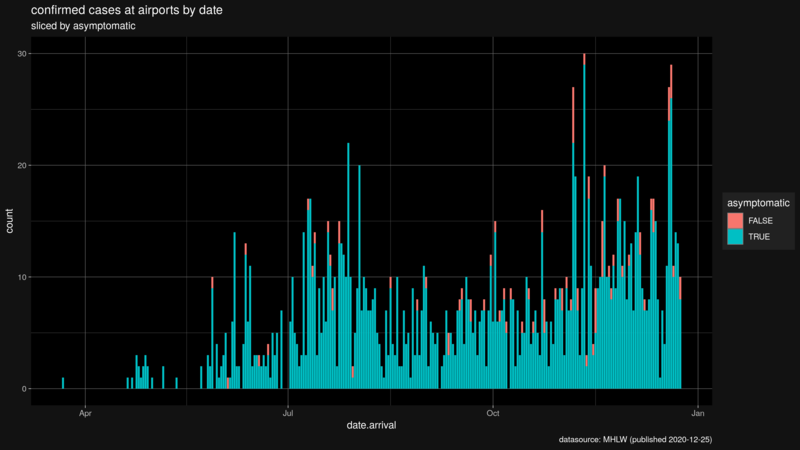 confirmed cases at airports by date
sliced by asymptomatic
30
20
10
0
count
Apr
Jul
Oct
Jan
date.arrival
asymptomatic
FALSE
TRUE
datasource: MHLW (published 2020-12-25)